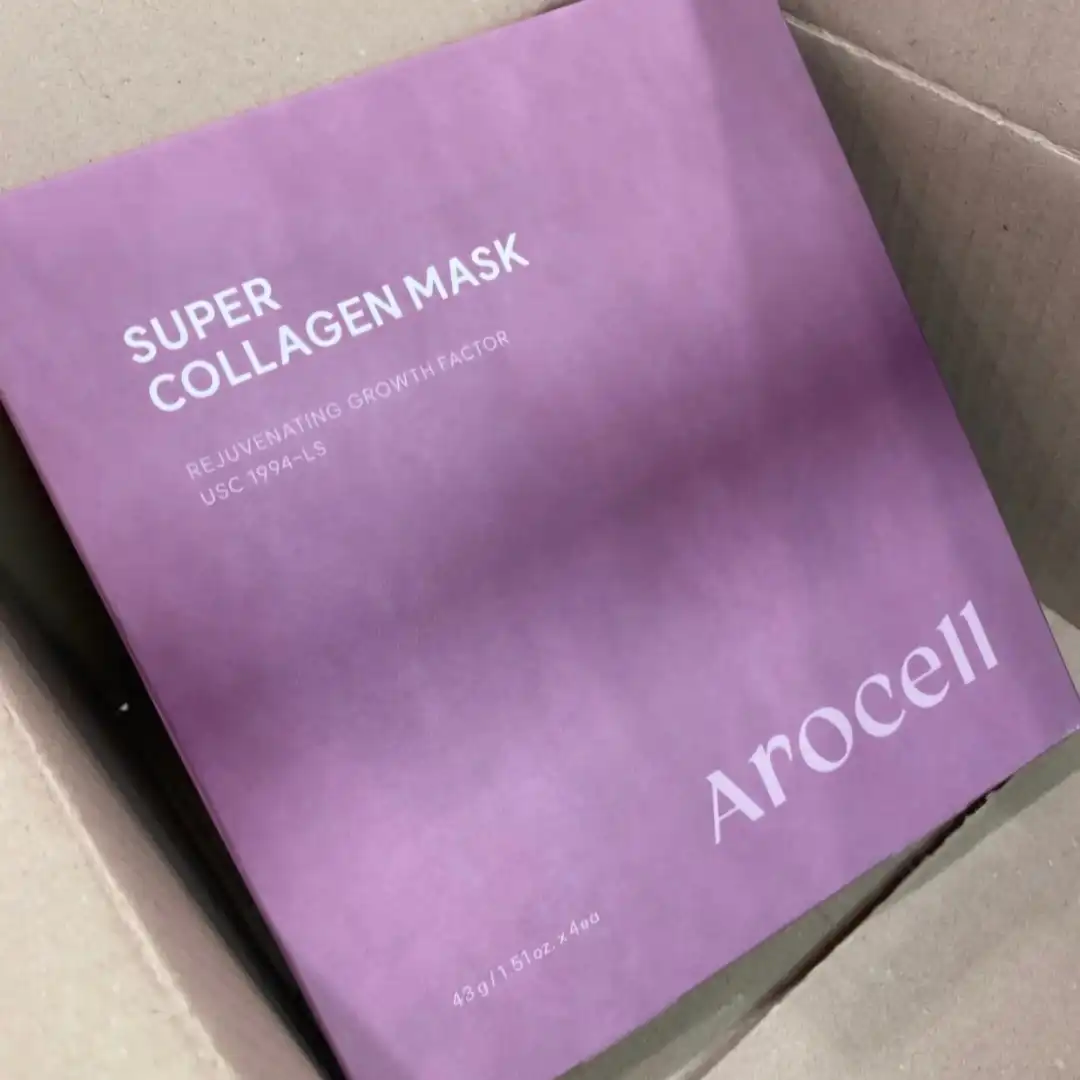 SUPER
COLLAGEN MASK
REJUVENATING GROWTH FACTOR
USC 1994-LS
Arocell
43g/1.51oz. x 4ea